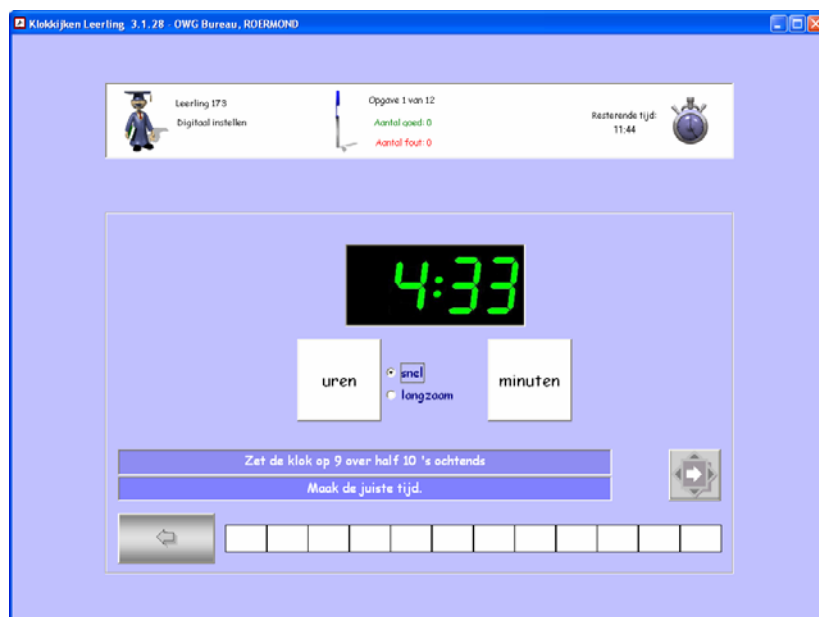 Klokkijken Leerling 3.1.28 - OWG Bureau, ROERMOND
Leerling 173
Digitaal instellen
Opgave 1 van 12
Aantal goed: 0
Aantal fout: 0
Resterende tijd:
11:44
4:33
uren
snel
langzaam
minuten
Zet de klok op 9 over half 10 's ochtends
Maak de juiste tijd.